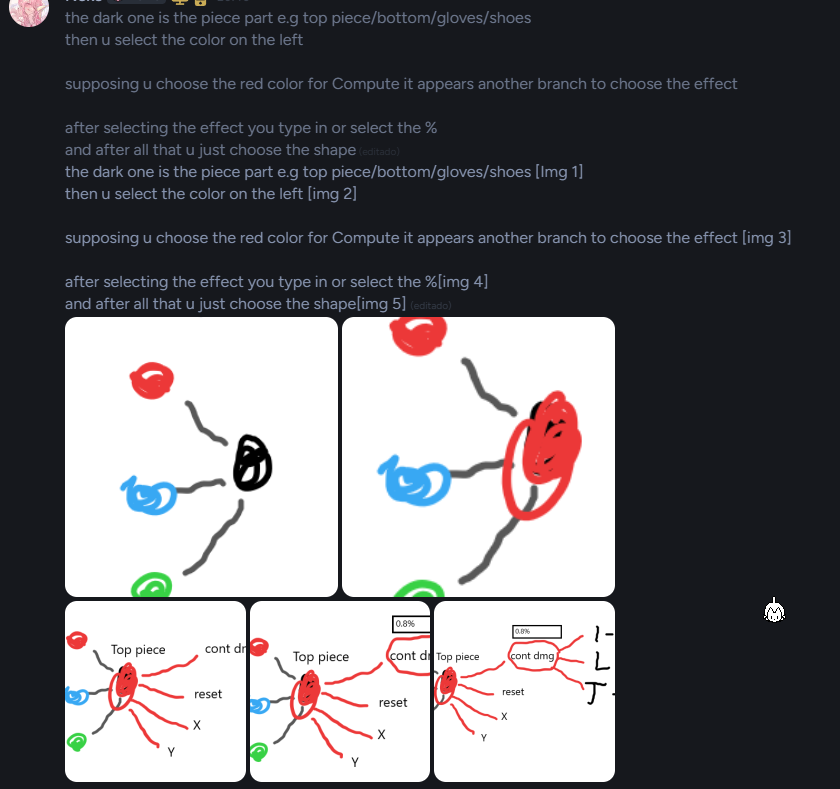 the dark one is the piece part e.g top piece/bottom/gloves/shoes
then u select the color on the left
supposing u choose the red color for Compute it appears another branch to choose the effect
after selecting the effect you type in or select the %
and after all that u just choose the shape (editado)
the dark one is the piece part e.g top piece/bottom/gloves/shoes [Img 1]
then u select the color on the left [img 2]
supposing u choose the red color for Compute it appears another branch to choose the effect [img 3]
after selecting the effect you type in or select the %[img 4]
and after all that u just choose the shape[img 5] (editado)
Top piece
cont dm
reset
X
Y
0.8%
Top piece
cont dm
reset
X
Y
0.8%
Top piece
cont dmg
reset
X
Y